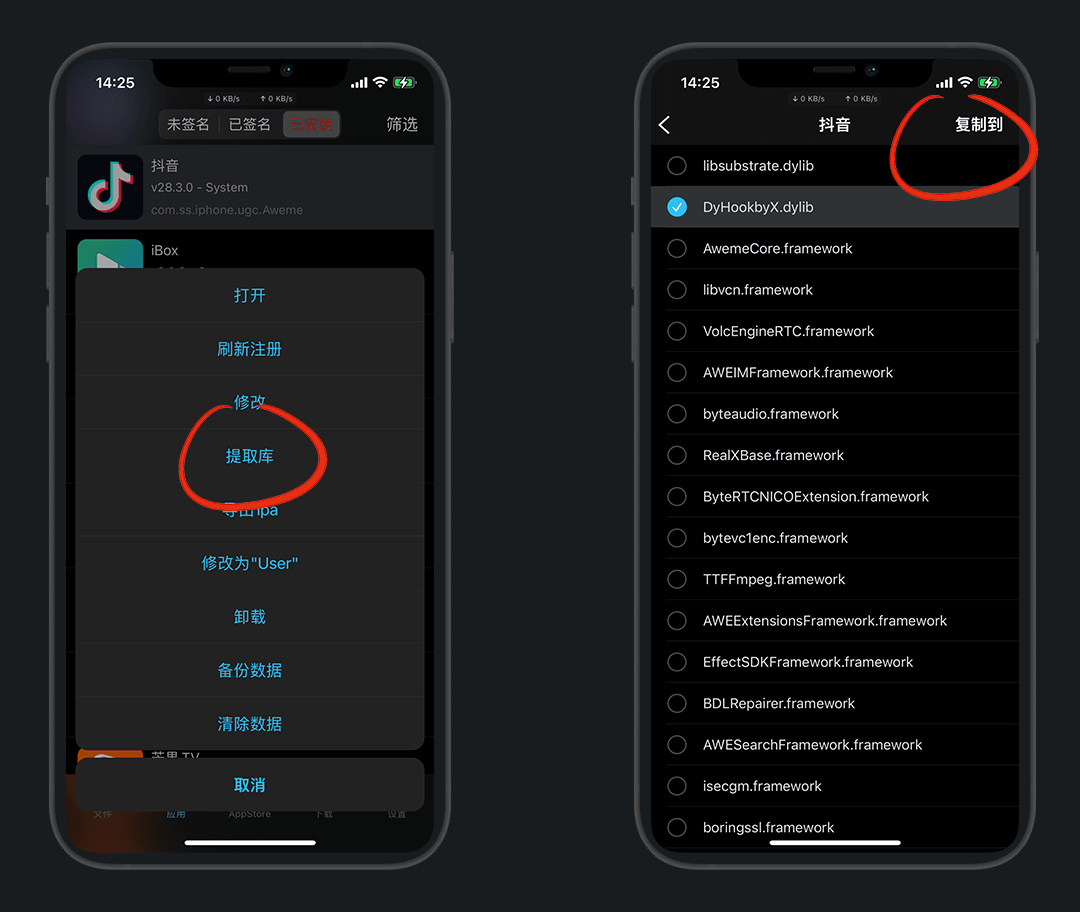 14:25
↓ 0 KB/s ↑ 0 KB/s
未签名 已签名 已安装 筛选
抖音
v28.3.0 - System
com.ss.iphone.ugc.Aweme
iBox
打开
刷新注册
修改
提取库
导出ipa
修改为"User"
卸载
备份数据
清除数据
芒果TV
取消
文件 应用 AppStore 下载 设置
14:25
↓ 0 KB/s ↑ 0 KB/s
抖音 复制到
libsubstrate.dylib
DyHookbyX.dylib
AwemeCore.framework
libvcn.framework
VolcEngineRTC.framework
AWEIMFramework.framework
byteaudio.framework
RealXBase.framework
ByteRTCNICOExtension.framework
bytevc1enc.framework
TTFFmpeg.framework
AWEExtensionsFramework.framework
EffectSDKFramework.framework
BDLRepairer.framework
AWESearchFramework.framework
isecgm.framework
boringssl.framework